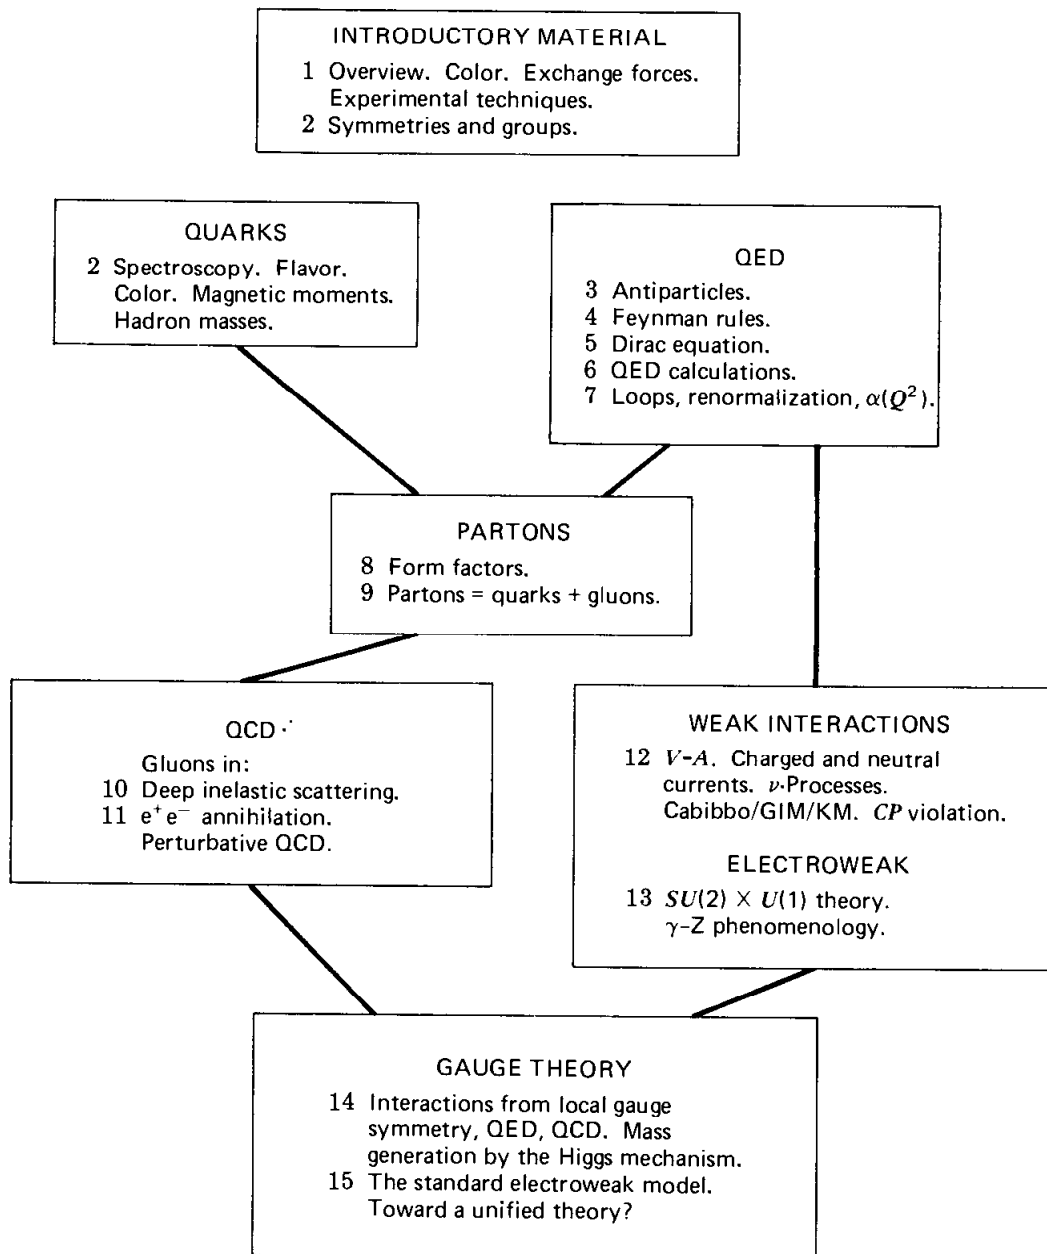 INTRODUCTORY MATERIAL
1 Overview. Color. Exchange forces.
Experimental techniques.
2 Symmetries and groups.
QUARKS
2 Spectroscopy. Flavor.
Color. Magnetic moments.
Hadron masses.
QED
3 Antiparticles.
4 Feynman rules.
5 Dirac equation.
6 QED calculations.
7 Loops, renormalization, α(Q²).
PARTONS
8 Form factors.
9 Partons = quarks + gluons.
QCD
Gluons in:
10 Deep inelastic scattering.
11 e⁺e⁻ annihilation.
Perturbative QCD.
WEAK INTERACTIONS
12 V-A. Charged and neutral
currents. ν-Processes.
Cabibbo/GIM/KM. CP violation.
ELECTROWEAK
13 SU(2) × U(1) theory.
γ-Z phenomenology.
GAUGE THEORY
14 Interactions from local gauge
symmetry, QED, QCD. Mass
generation by the Higgs mechanism.
15 The standard electroweak model.
Toward a unified theory?